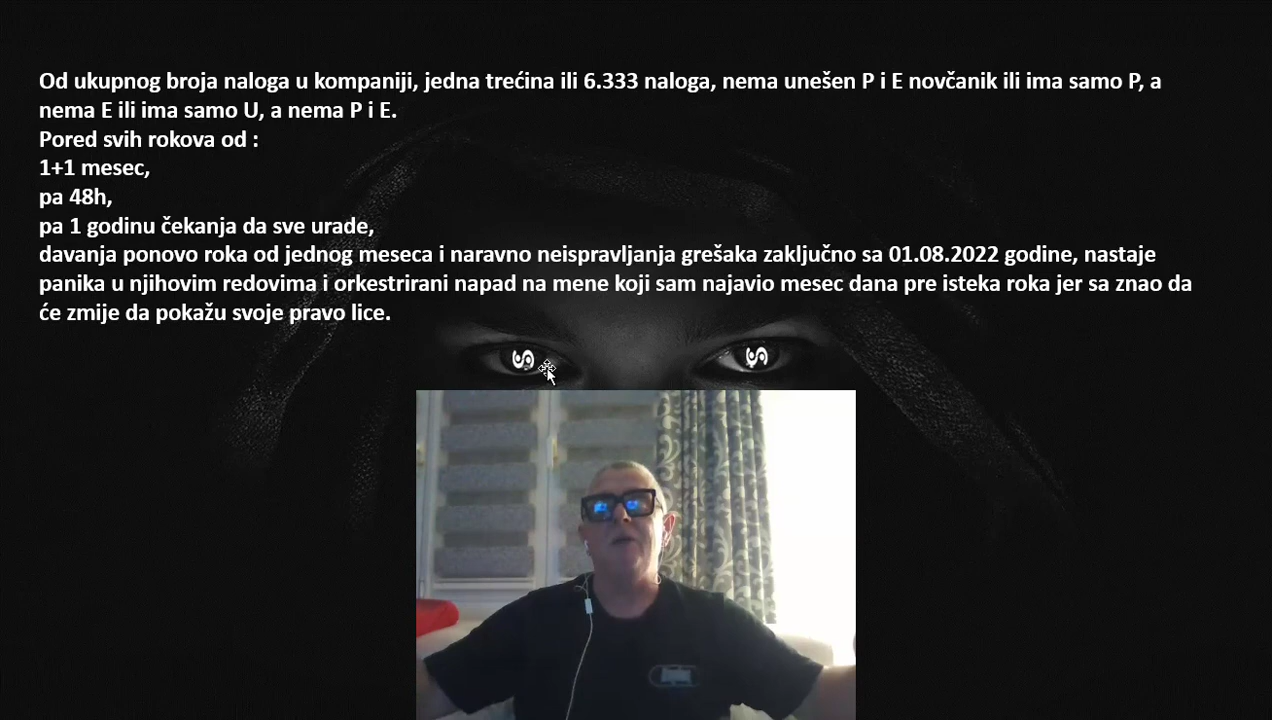 Od ukupnog broja naloga u kompaniji, jedna trećina ili 6.333 naloga, nema unešen P i E novčanik ili ima samo P, a
nema E ili ima samo U, a nema P i E.
Pored svih rokova od :
1+1 mesec,
pa 48h,
pa 1 godinu čekanja da sve urade,
davanja ponovo roka od jednog meseca i naravno neispravljanja grešaka zaključno sa 01.08.2022 godine, nastaje
panika u njihovim redovima i orkestrirani napad na mene koji sam najavio mesec dana pre isteka roka jer sa znao da
će zmije da pokažu svoje pravo lice.